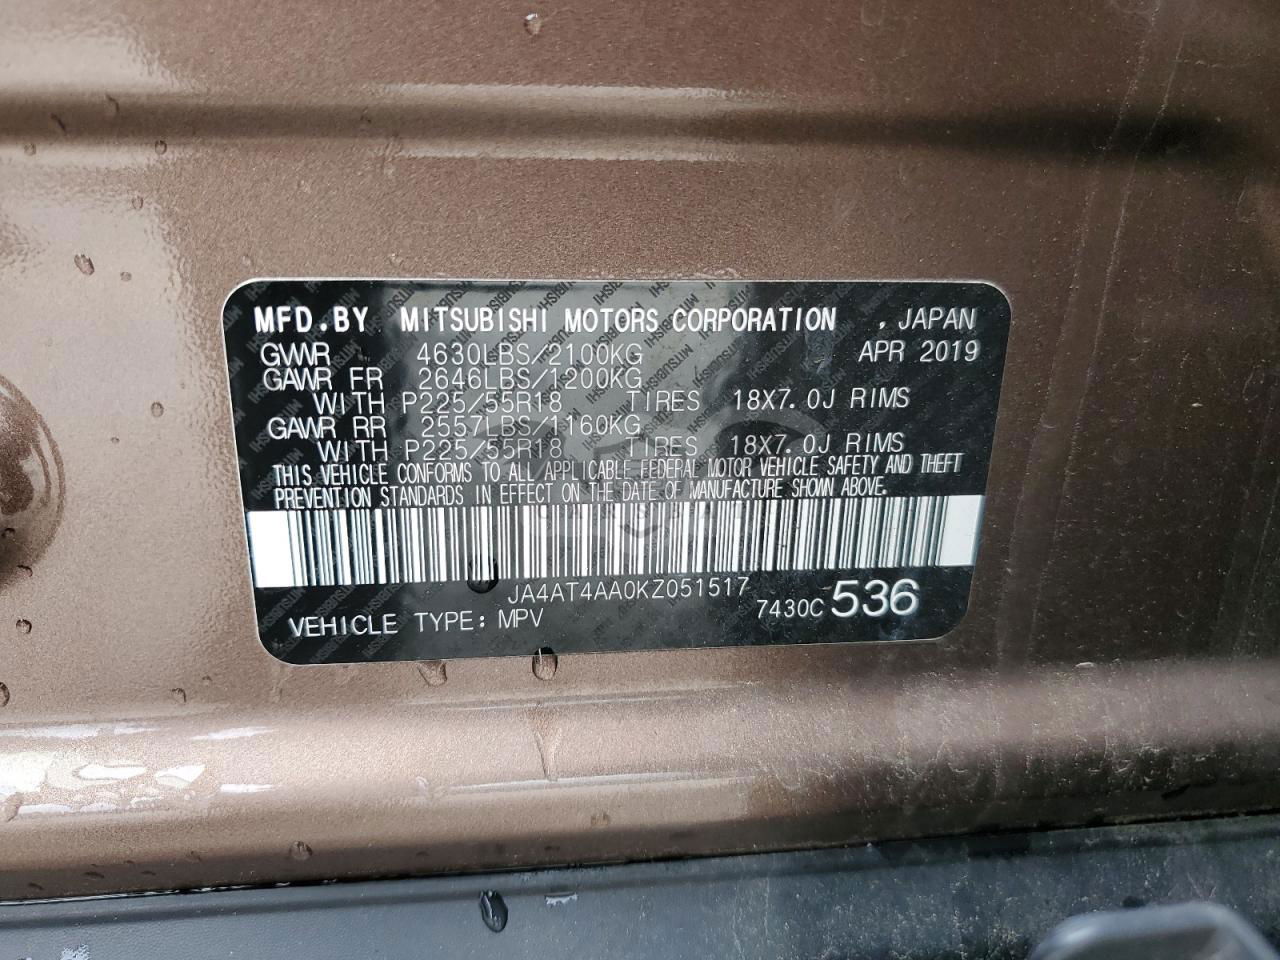 MFD.BY MITSUBISHI MOTORS CORPORATION , JAPAN
GVWR 4630LBS/2100KG APR 2019
GAWR FR 2646LBS/1200KG
WITH P225/55R18 TIRES 18X7.0J RIMS
GAWR RR 2557LBS/1160KG
WITH P225/55R18 TIRES 18X7.0J RIMS
THIS VEHICLE CONFORMS TO ALL APPLICABLE FEDERAL MOTOR VEHICLE SAFETY AND THEFT
PREVENTION STANDARDS IN EFFECT ON THE DATE OF MANUFACTURE SHOWN ABOVE.
JA4AT4AA0KZ051517
VEHICLE TYPE: MPV 7430C 536